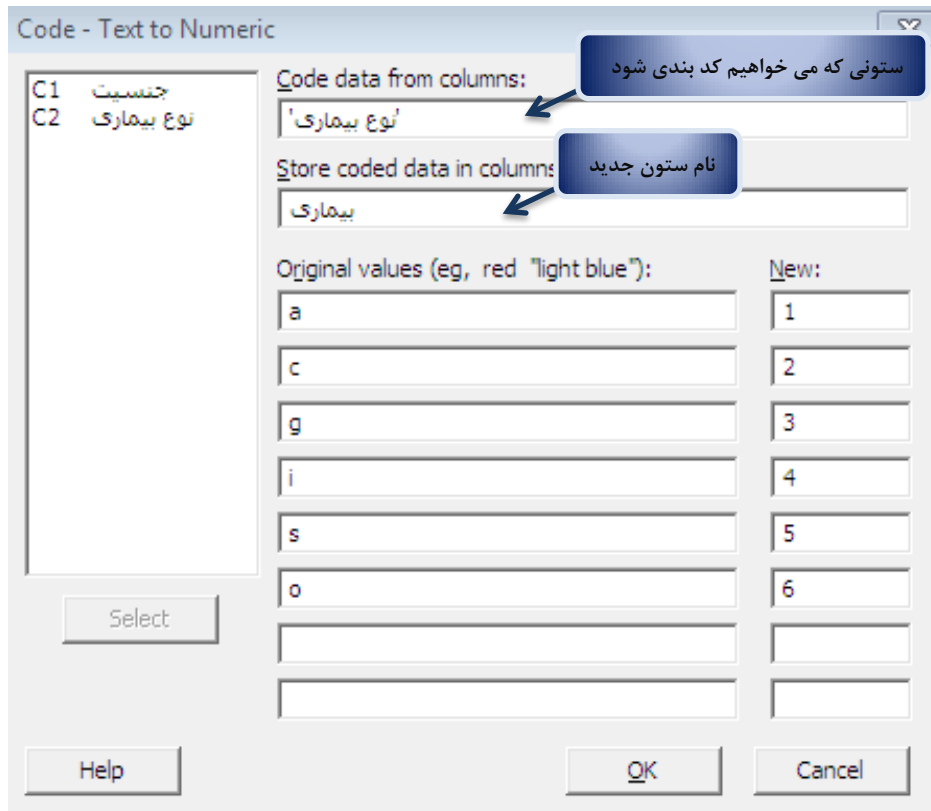 Code - Text to Numeric
ستونی که می خواهیم کد بندی شود
C1 جنسیت
C2 نوع بیماری
Code data from columns:
'نوع بیماری'
نام ستون جدید
Store coded data in columns
بیماری
Original values (eg, red "light blue"): New:
a 1
c 2
g 3
i 4
s 5
o 6
Select
Help OK Cancel